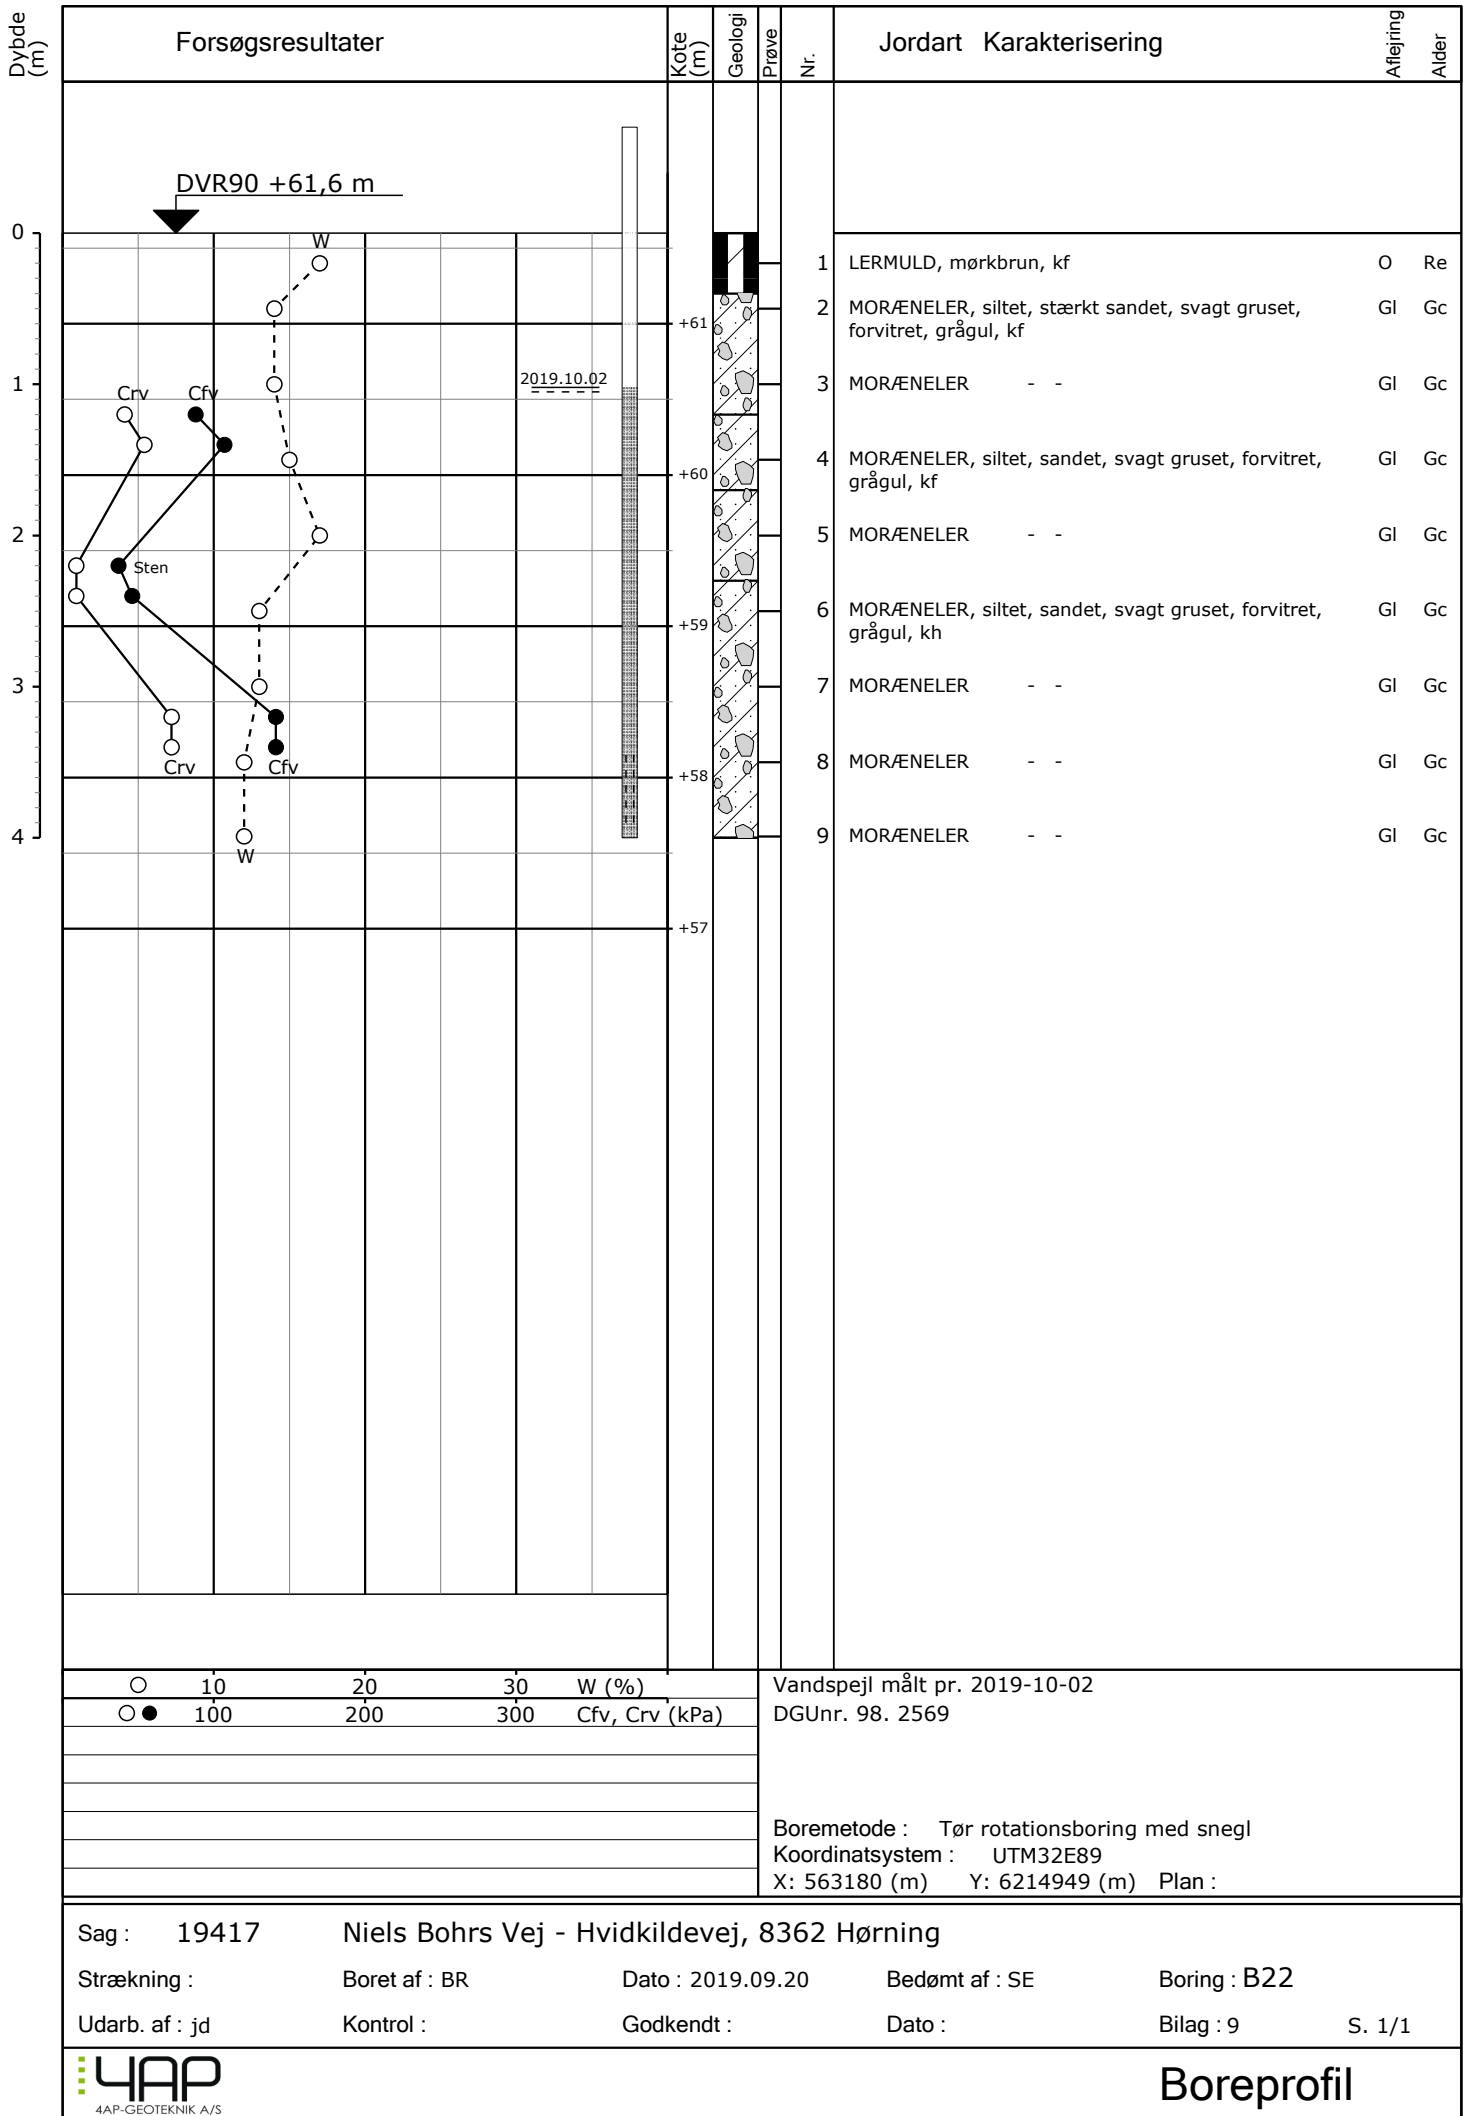 Dybde (m)
Forsøgsresultater
Kote (m)
Geologi
Prøve
Nr.
Jordart Karakterisering
Aflejring
Alder
DVR90 +61,6 m
0
W
1 LERMULD, mørkbrun, kf O Re
2 MORÆNELER, siltet, stærkt sandet, svagt gruset, Gl Gc
forvitret, grågul, kf
+61
2019.10.02
1
Crv Cfv
3 MORÆNELER - - Gl Gc
4 MORÆNELER, siltet, sandet, svagt gruset, forvitret, Gl Gc
grågul, kf
+60
2
5 MORÆNELER - - Gl Gc
Sten
6 MORÆNELER, siltet, sandet, svagt gruset, forvitret, Gl Gc
grågul, kh
+59
3
7 MORÆNELER - - Gl Gc
Crv Cfv
8 MORÆNELER - - Gl Gc
+58
4
9 MORÆNELER - - Gl Gc
W
+57
10 20 30 W (%)
100 200 300 Cfv, Crv (kPa)
Vandspejl målt pr. 2019-10-02
DGUnr. 98. 2569
Boremetode : Tør rotationsboring med snegl
Koordinatsystem : UTM32E89
X: 563180 (m) Y: 6214949 (m) Plan :
Sag : 19417 Niels Bohrs Vej - Hvidkildevej, 8362 Hørning
Strækning : Boret af : BR Dato : 2019.09.20 Bedømt af : SE Boring : B22
Udarb. af : jd Kontrol : Godkendt : Dato : Bilag : 9 S. 1/1
4AP
4AP-GEOTEKNIK A/S
Boreprofil